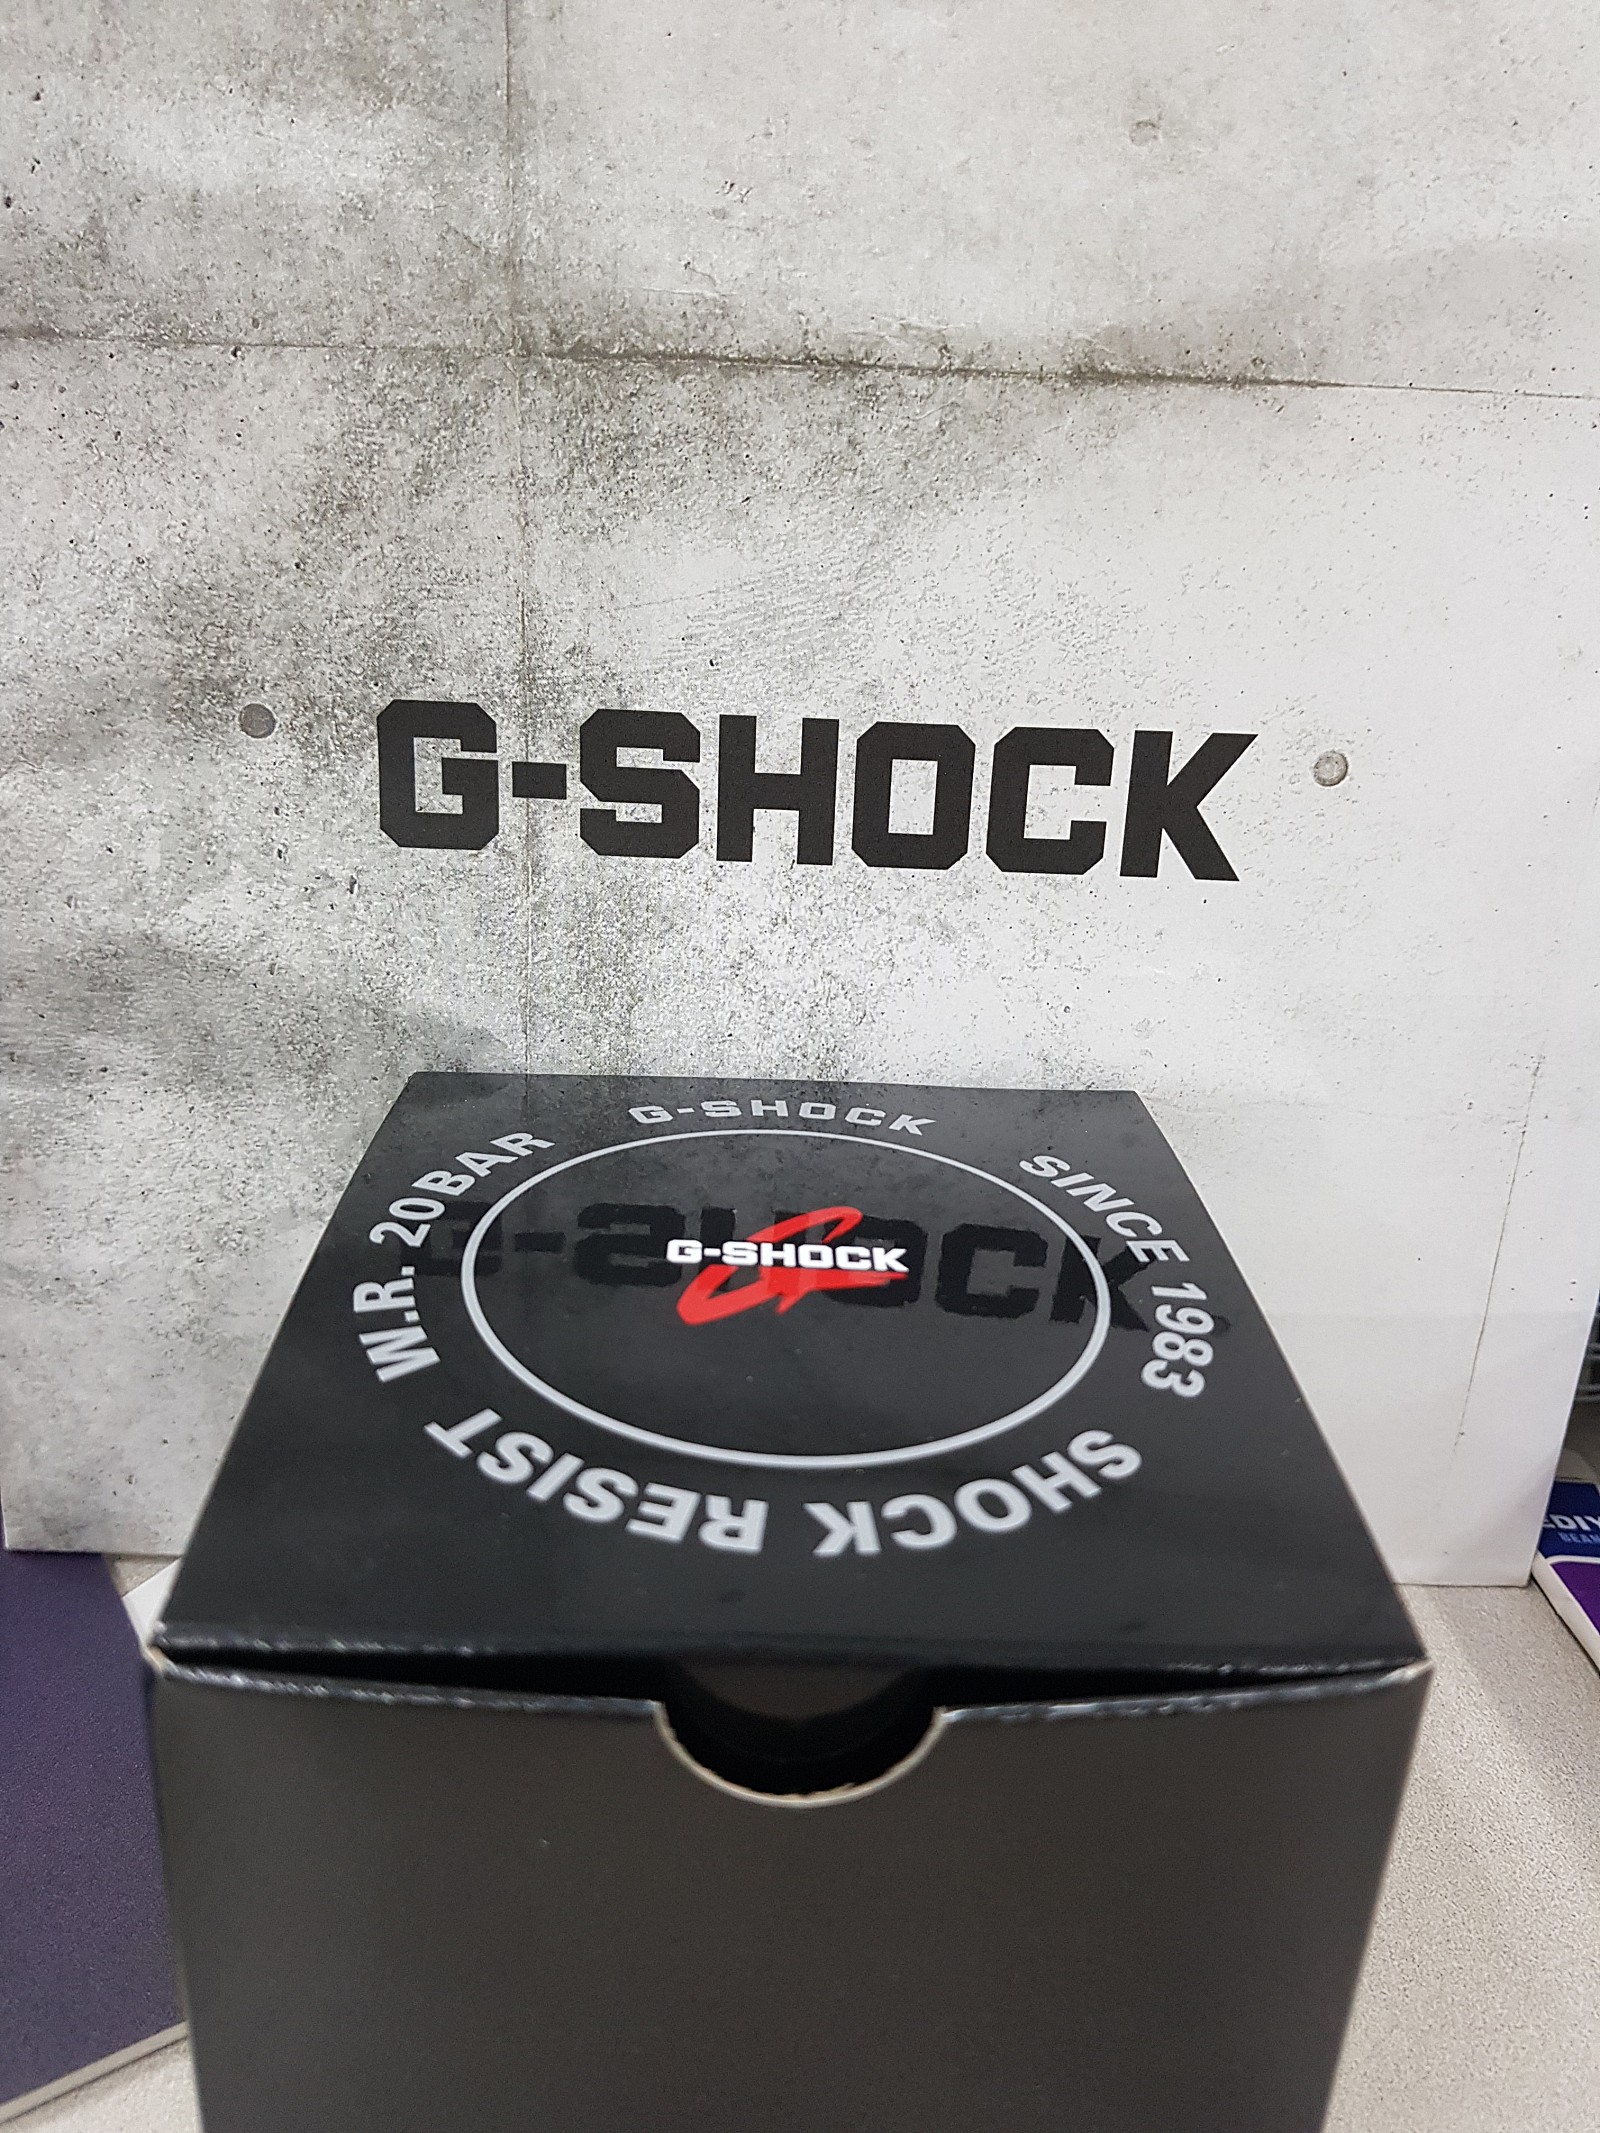 G-SHOCK
G-SHOCK
SINCE 1983
SHOCK RESIST
W.R. 20BAR
G-SHOCK